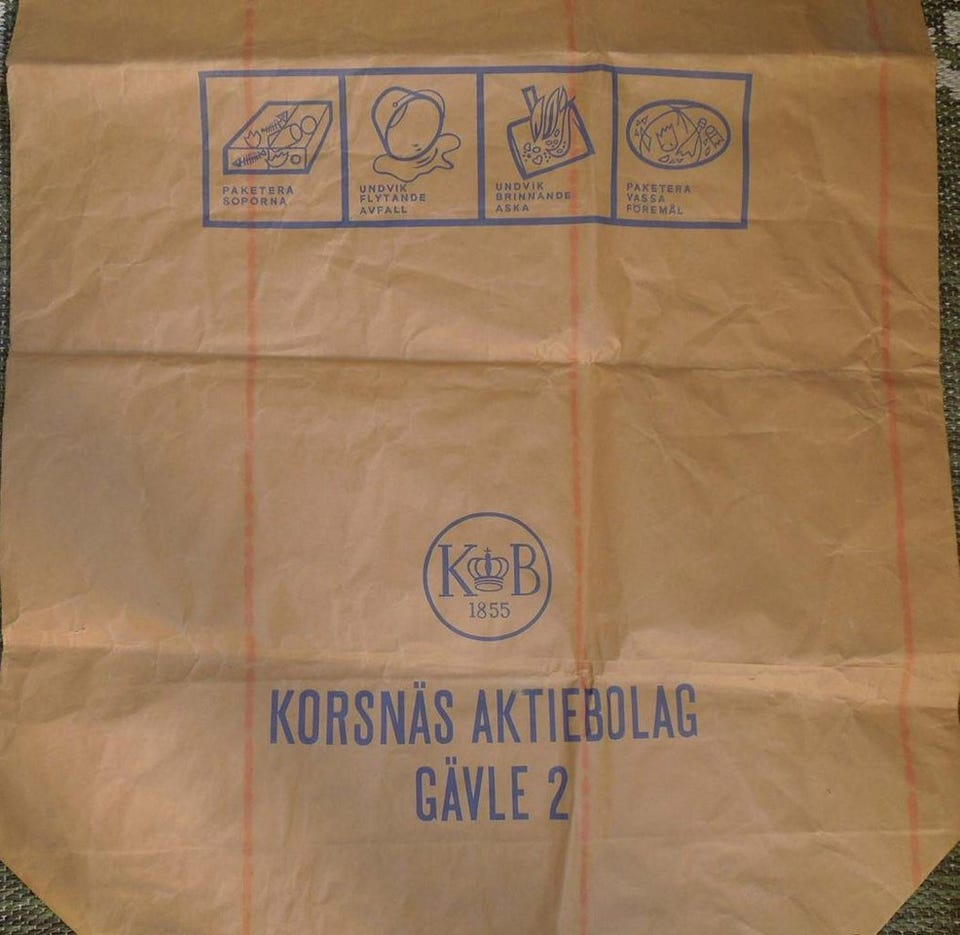 PAKETERA
SOPORNA
UNDVIK
FLYTANDE
AVFALL
UNDVIK
BRINNANDE
ASKA
PAKETERA
VASSA
FÖREMÅL
K B
1855
KORSNÄS AKTIEBOLAG
GÄVLE 2